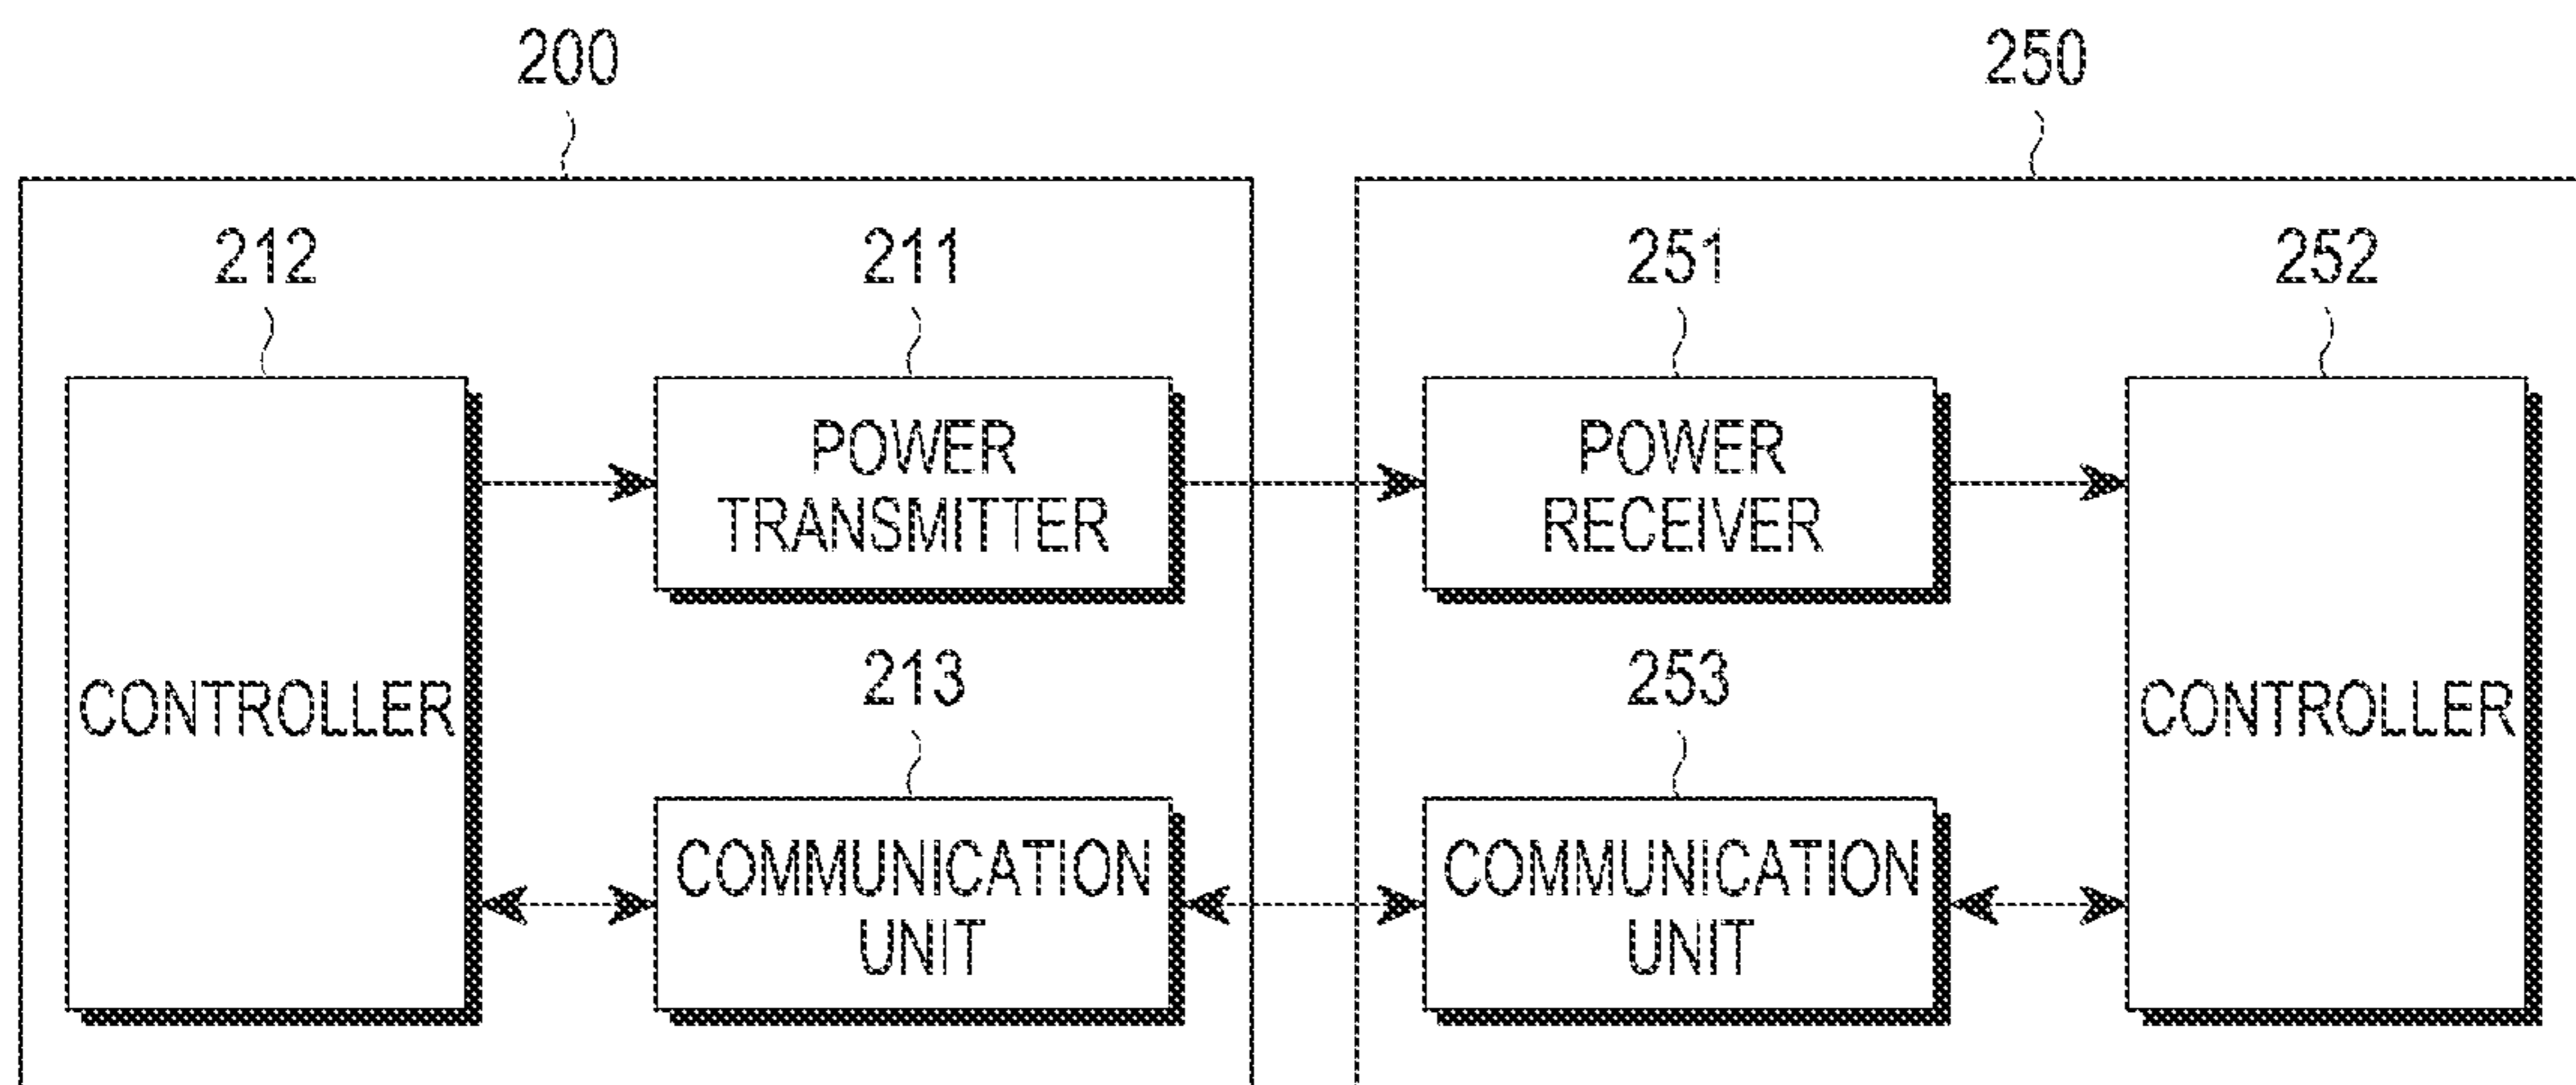 200
250
212
211
251
252
POWER
TRANSMITTER
POWER
RECEIVER
CONTROLLER
213
253
CONTROLLER
COMMUNICATION
UNIT
COMMUNICATION
UNIT